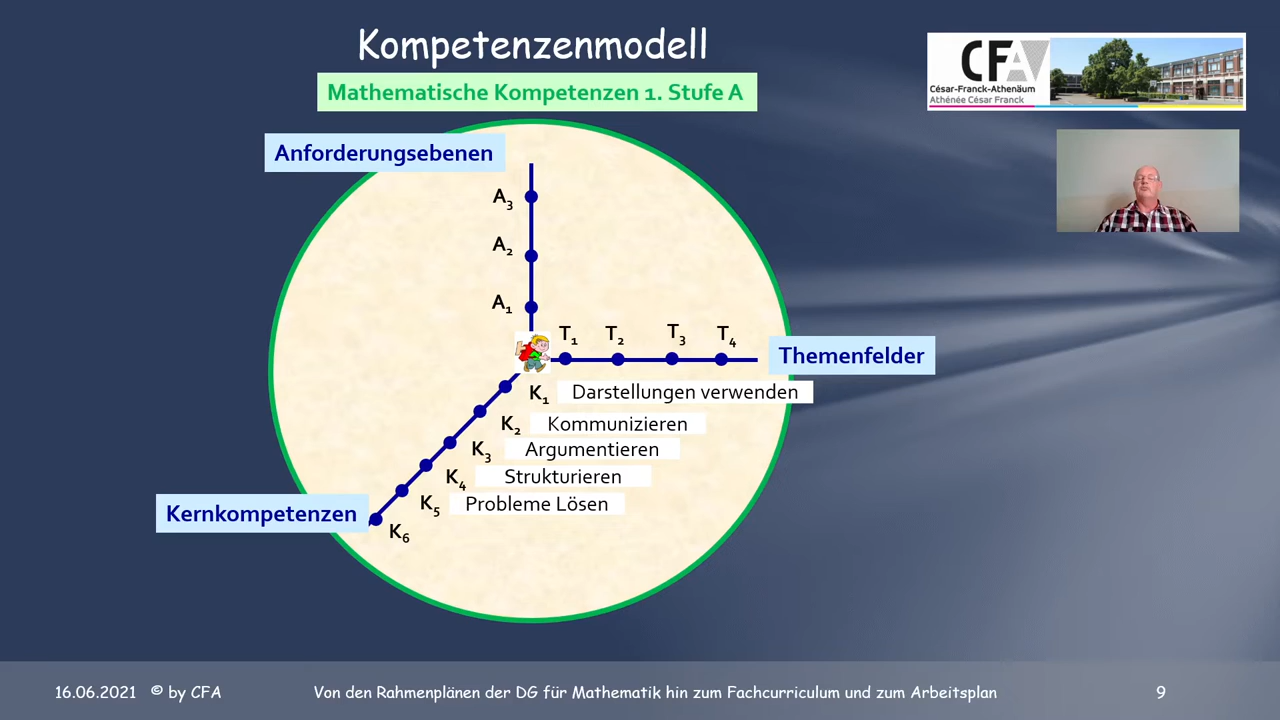 Kompetenzenmodell
Mathematische Kompetenzen 1. Stufe A
CFA
César-Franck-Athenäum
Athénée César Franck
Anforderungsebenen
A3
A2
A1
T1 T2 T3 T4
Themenfelder
K1 Darstellungen verwenden
K2 Kommunizieren
K3 Argumentieren
K4 Strukturieren
K5 Probleme Lösen
Kernkompetenzen
K6
16.06.2021 © by CFA Von den Rahmenplänen der DG für Mathematik hin zum Fachcurriculum und zum Arbeitsplan 9